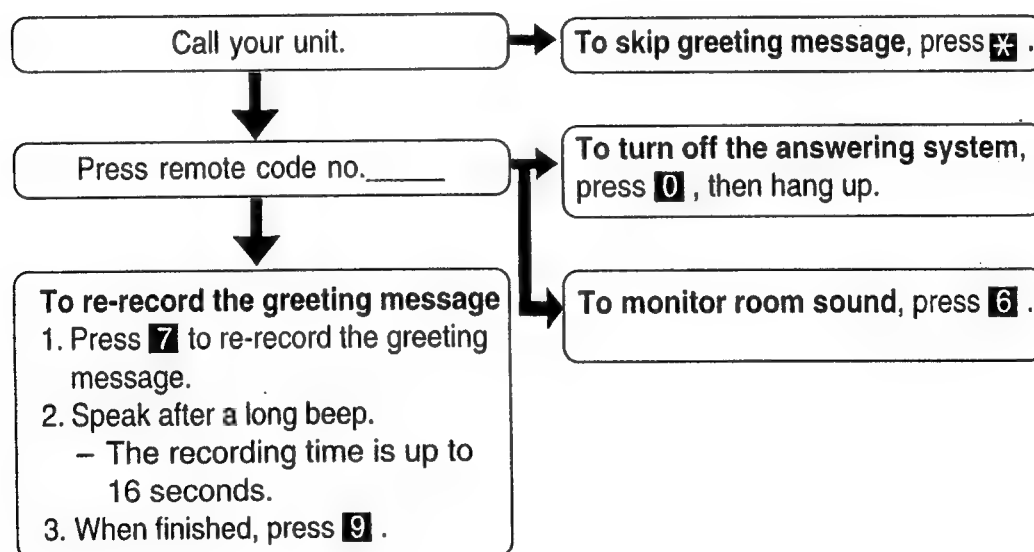 Call your unit.
To skip greeting message, press * .
Press remote code no.______
To turn off the answering system,
press 0 , then hang up.
To re-record the greeting message
1. Press 7 to re-record the greeting
message.
2. Speak after a long beep.
– The recording time is up to
16 seconds.
3. When finished, press 9 .
To monitor room sound, press 6 .